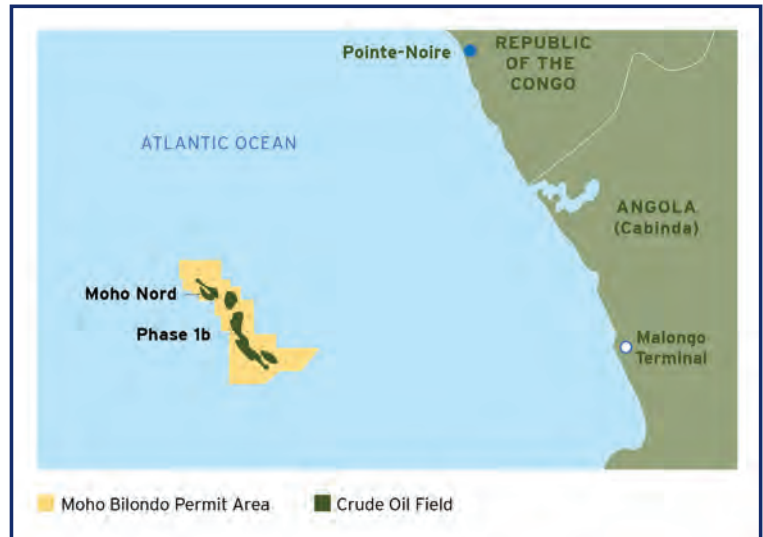 Pointe-Noire
REPUBLIC
OF THE
CONGO
ATLANTIC OCEAN
ANGOLA
(Cabinda)
Moho Nord
Phase 1b
Malongo
Terminal
Moho Bilondo Permit Area
Crude Oil Field